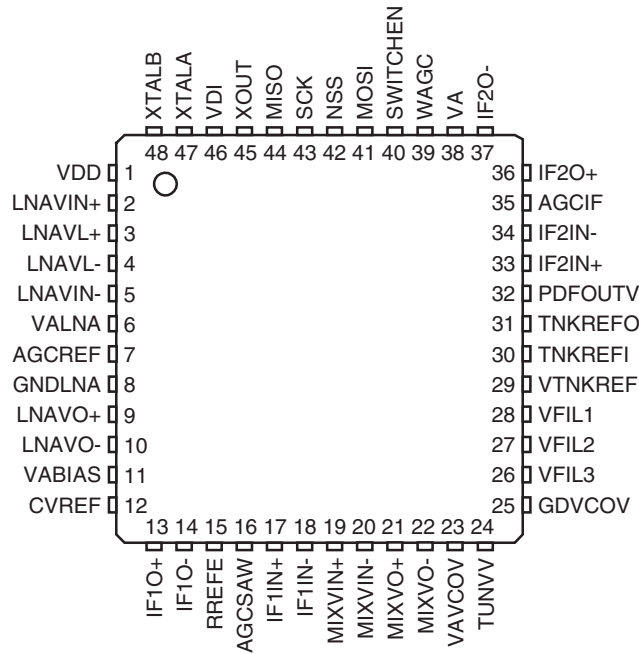 XTALB XTALA VDI XOUT MISO SCK NSS MOSI SWITCHEN WAGC VA IF2O-
48 47 46 45 44 43 42 41 40 39 38 37
VDD 1 36 IF2O+
LNAVIN+ 2 35 AGCIF
LNAVL+ 3 34 IF2IN-
LNAVL- 4 33 IF2IN+
LNAVIN- 5 32 PDFOUTV
VALNA 6 31 TNKREFO
AGCREF 7 30 TNKREFI
GNDLNA 8 29 VTNKREF
LNAVO+ 9 28 VFIL1
LNAVO- 10 27 VFIL2
VABIAS 11 26 VFIL3
CVREF 12 25 GDVCOV
13 14 15 16 17 18 19 20 21 22 23 24
IF1O+ IF1O- RREFE AGCSAW IF1IN+ IF1IN- MIXVIN+ MIXVIN- MIXVO+ MIXVO- VAVCOV TUNVV